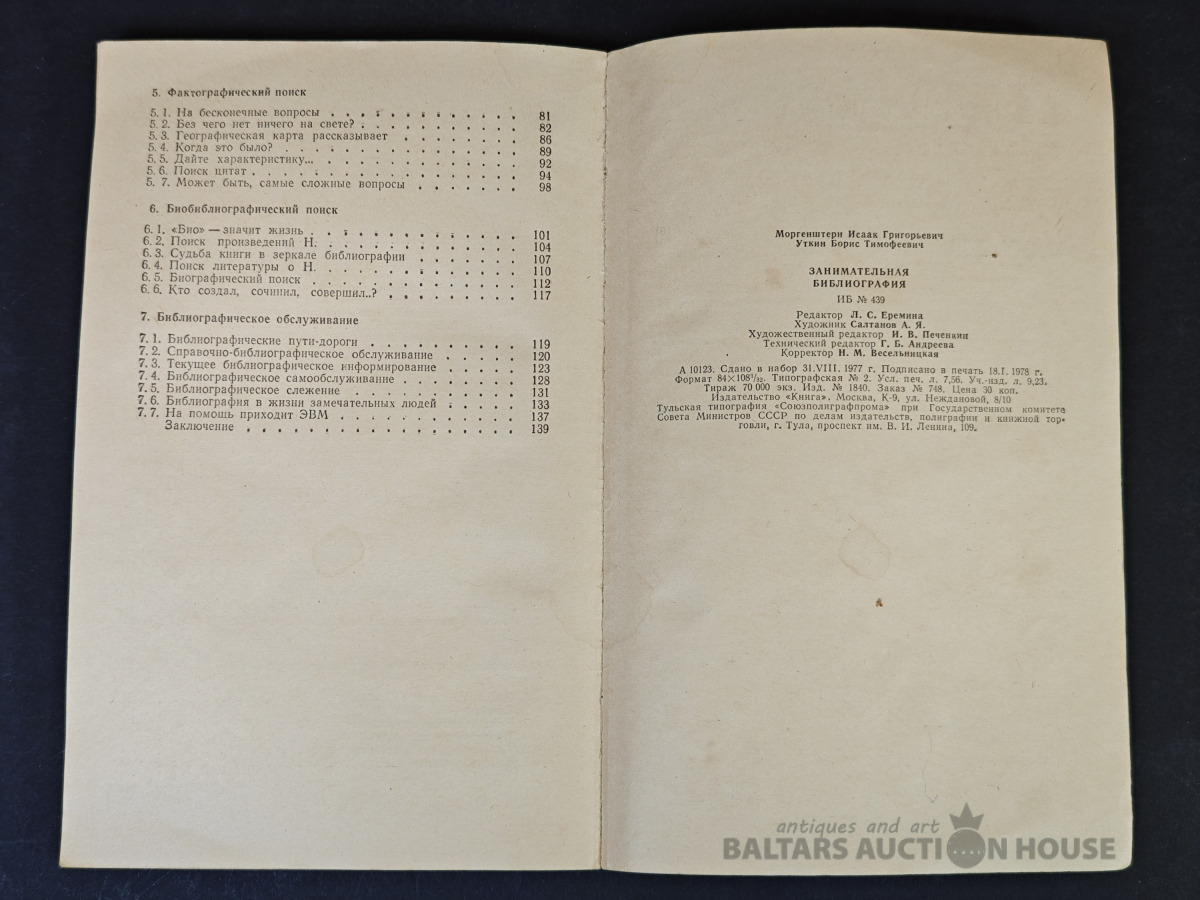 5. Фактографический поиск
5. 1. На бесконечные вопросы . . . . . . . . . . . . . 81
5. 2. Без чего нет ничего на свете? . . . . . . . . . . . 82
5. 3. Географическая карта рассказывает . . . . . . . . 86
5. 4. Когда это было? . . . . . . . . . . . . . . . . 89
5. 5. Дайте характеристику... . . . . . . . . . . . . . 92
5. 6. Поиск цитат . . . . . . . . . . . . . . . . . . 94
5. 7. Может быть, самые сложные вопросы . . . . . . . 98
6. Биобиблиографический поиск
6. 1. «Био» — значит жизнь . . . . . . . . . . . . . . 101
6. 2. Поиск произведений Н. . . . . . . . . . . . . . 104
6. 3. Судьба книги в зеркале библиографии . . . . . . . 107
6. 4. Поиск литературы о Н. . . . . . . . . . . . . . 110
6. 5. Биографический поиск . . . . . . . . . . . . . . 112
6. 6. Кто создал, сочинил, совершил..? . . . . . . . . . 117
7. Библиографическое обслуживание
7. 1. Библиографические пути-дороги . . . . . . . . . . 119
7. 2. Справочно-библиографическое обслуживание . . . . . 120
7. 3. Текущее библиографическое информирование . . . . . 123
7. 4. Библиографическое самообслуживание . . . . . . . . 128
7. 5. Библиографическое слежение . . . . . . . . . . . 131
7. 6. Библиография в жизни замечательных людей . . . . . 133
7. 7. На помощь приходит ЭВМ . . . . . . . . . . . . . 137
Заключение . . . . . . . . . . . . . . . . . . 139
Моргенштерн Исаак Григорьевич
Уткин Борис Тимофеевич
ЗАНИМАТЕЛЬНАЯ
БИБЛИОГРАФИЯ
ИБ № 439
Редактор Л. С. Еремина
Художник Салтанов А. Я.
Художественный редактор И. В. Печенкин
Технический редактор Г. Б. Андреева
Корректор Н. М. Весельницкая
А 10123. Сдано в набор 31.VIII. 1977 г. Подписано в печать 18.I. 1978 г.
Формат 84×108¹/₃₂. Типографская № 2. Усл. печ. л. 7,56. Уч.-изд. л. 9,23.
Тираж 70 000 экз. Изд. № 1840. Заказ № 748. Цена 30 коп.
Издательство «Книга». Москва, К-9, ул. Неждановой, 8/10
Тульская типография «Союзполиграфпрома» при Государственном комитете
Совета Министров СССР по делам издательств, полиграфии и книжной тор-
говли, г. Тула, проспект им. В. И. Ленина, 109.
antiques and art
BALTARS AUCTION HOUSE